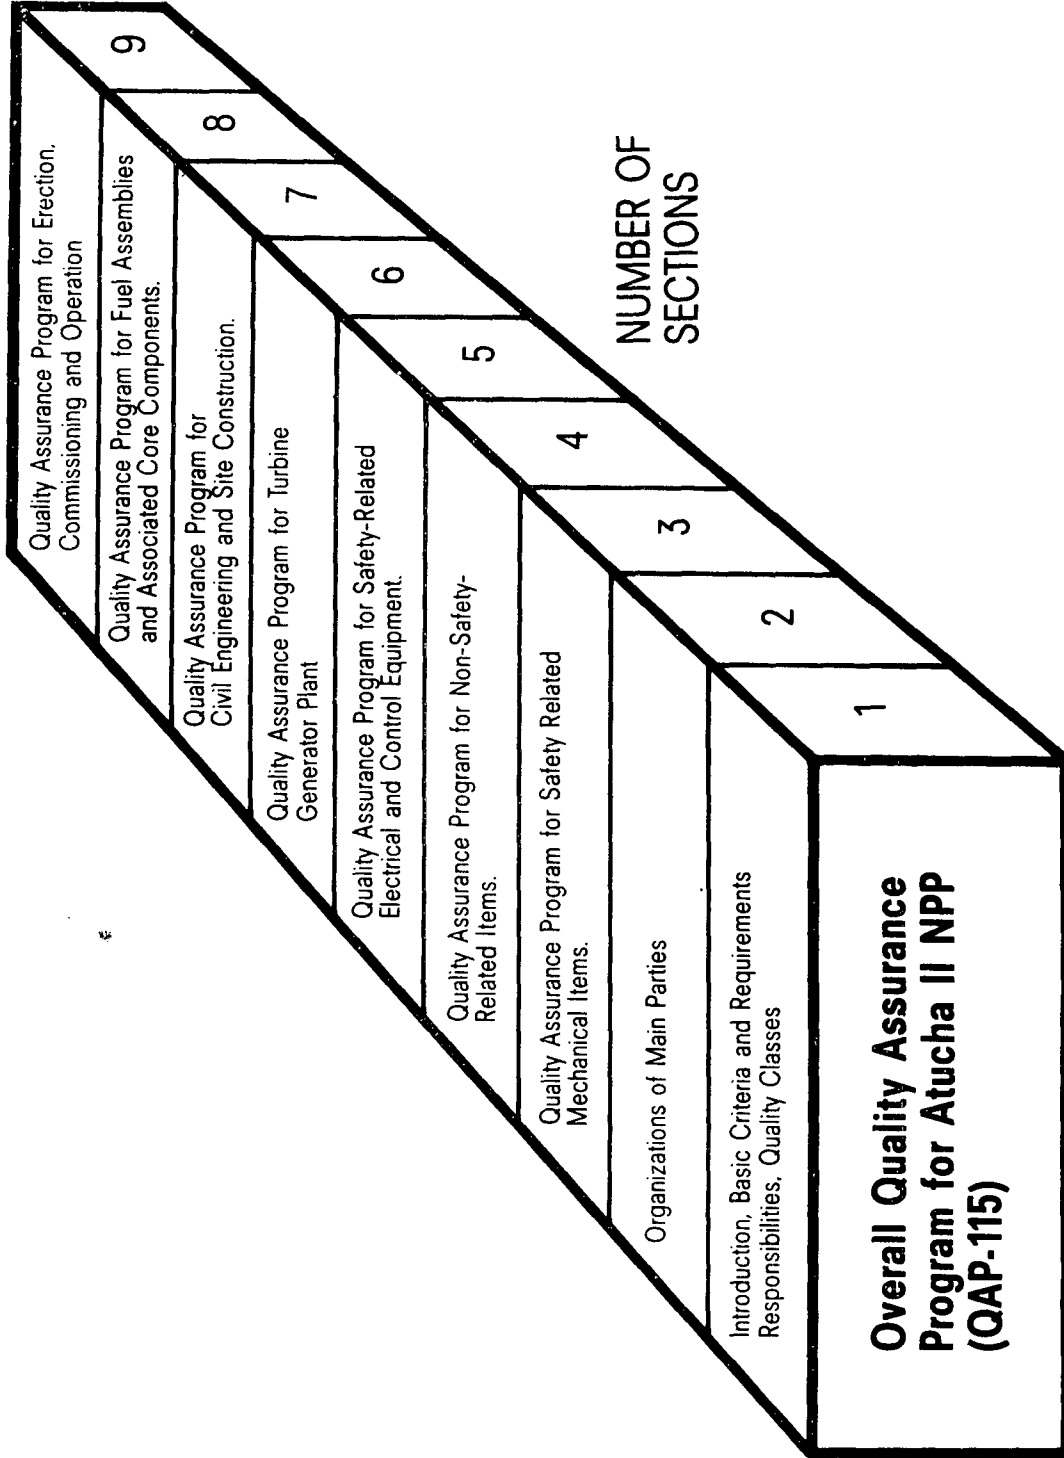 Quality Assurance Program for Erection,
Commissioning and Operation
9
Quality Assurance Program for Fuel Assemblies
and Associated Core Components.
8
Quality Assurance Program for
Civil Engineering and Site Construction.
7
Quality Assurance Program for Turbine
Generator Plant
6
Quality Assurance Program for Safety-Related
Electrical and Control Equipment.
5
Quality Assurance Program for Non-Safety-
Related Items.
4
Quality Assurance Program for Safety Related
Mechanical Items.
3
Organizations of Main Parties
2
Introduction, Basic Criteria and Requirements
Responsibilities, Quality Classes
1
NUMBER OF
SECTIONS
Overall Quality Assurance
Program for Atucha II NPP
(QAP-115)